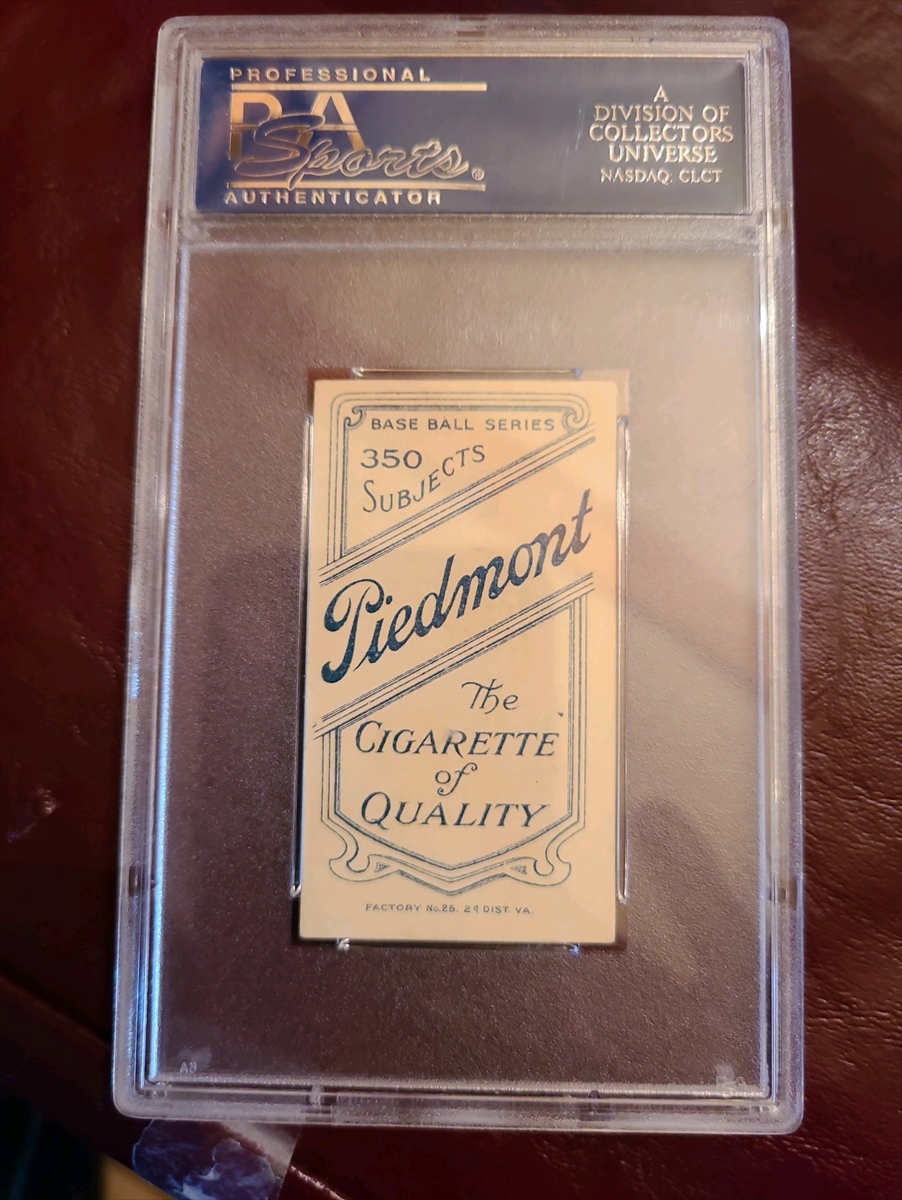 PROFESSIONAL
PSA
Sports®
AUTHENTICATOR
A
DIVISION OF
COLLECTORS
UNIVERSE
NASDAQ: CLCT
BASE BALL SERIES
350
SUBJECTS
Piedmont
The
CIGARETTE
of
QUALITY
FACTORY No. 25. 2d DIST. VA.